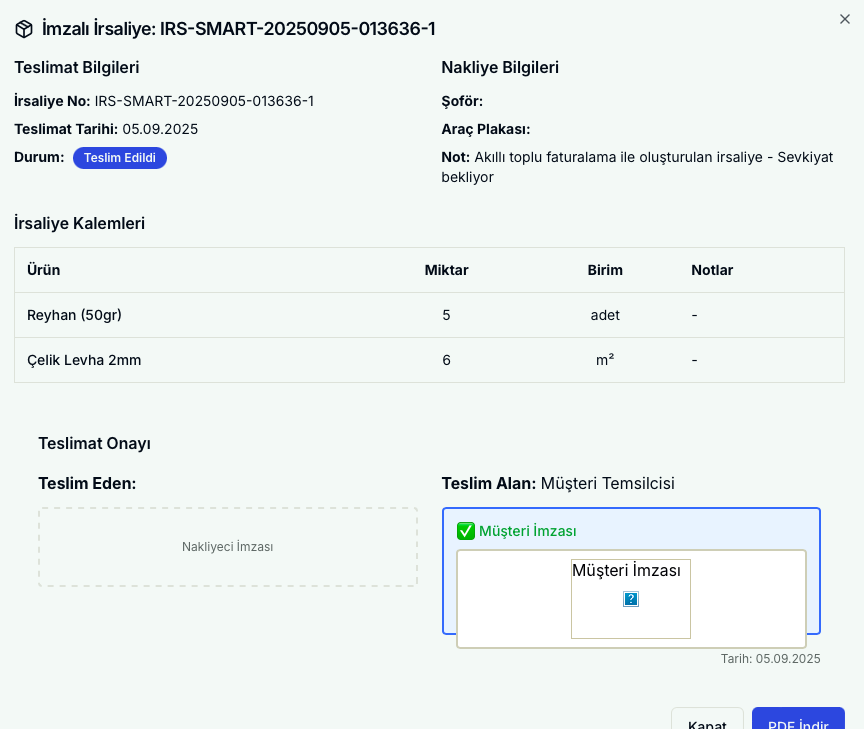 İmzalı İrsaliye: IRS-SMART-20250905-013636-1
Teslimat Bilgileri
İrsaliye No: IRS-SMART-20250905-013636-1
Teslimat Tarihi: 05.09.2025
Durum: Teslim Edildi
Nakliye Bilgileri
Şoför:
Araç Plakası:
Not: Akıllı toplu faturalama ile oluşturulan irsaliye - Sevkiyat
bekliyor
İrsaliye Kalemleri
Ürün Miktar Birim Notlar
Reyhan (50gr) 5 adet -
Çelik Levha 2mm 6 m² -
Teslimat Onayı
Teslim Eden:
Nakliyeci İmzası
Teslim Alan: Müşteri Temsilcisi
✅ Müşteri İmzası
Müşteri İmzası
?
Tarih: 05.09.2025
Kapat PDF İndir